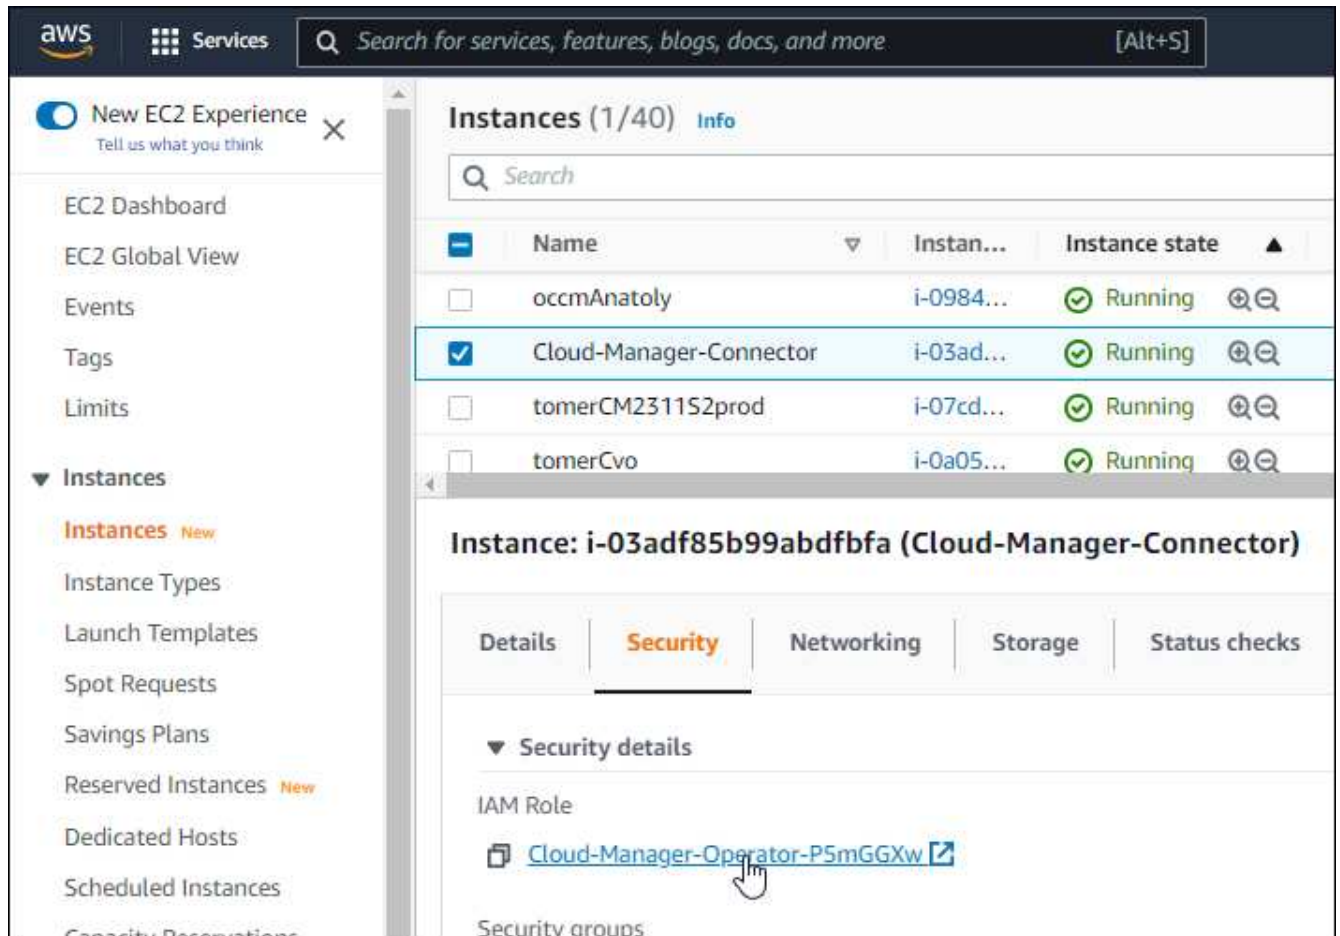 aws
Services
Search for services, features, blogs, docs, and more
[Alt+S]
New EC2 Experience
Tell us what you think
EC2 Dashboard
EC2 Global View
Events
Tags
Limits
Instances
Instances New
Instance Types
Launch Templates
Spot Requests
Savings Plans
Reserved Instances New
Dedicated Hosts
Scheduled Instances
Capacity Reservations
Instances (1/40) Info
Search
Name Instan... Instance state
occmAnatoly i-0984... Running
Cloud-Manager-Connector i-03ad... Running
tomerCM2311S2prod i-07cd... Running
tomerCvo i-0a05... Running
Instance: i-03adf85b99abdfbfa (Cloud-Manager-Connector)
Details Security Networking Storage Status checks
Security details
IAM Role
Cloud-Manager-Operator-P5mGGXw
Security groups